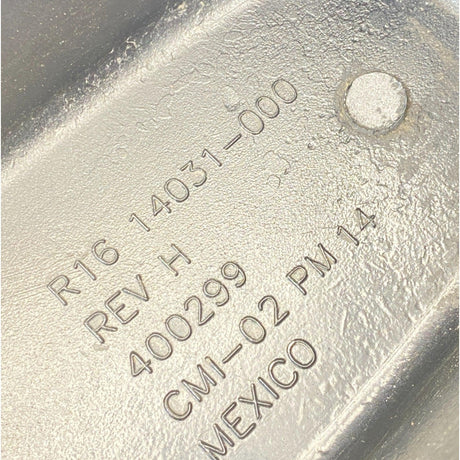 R16 14031-000
REV H
400299
CMI-02 PM 14
MEXICO